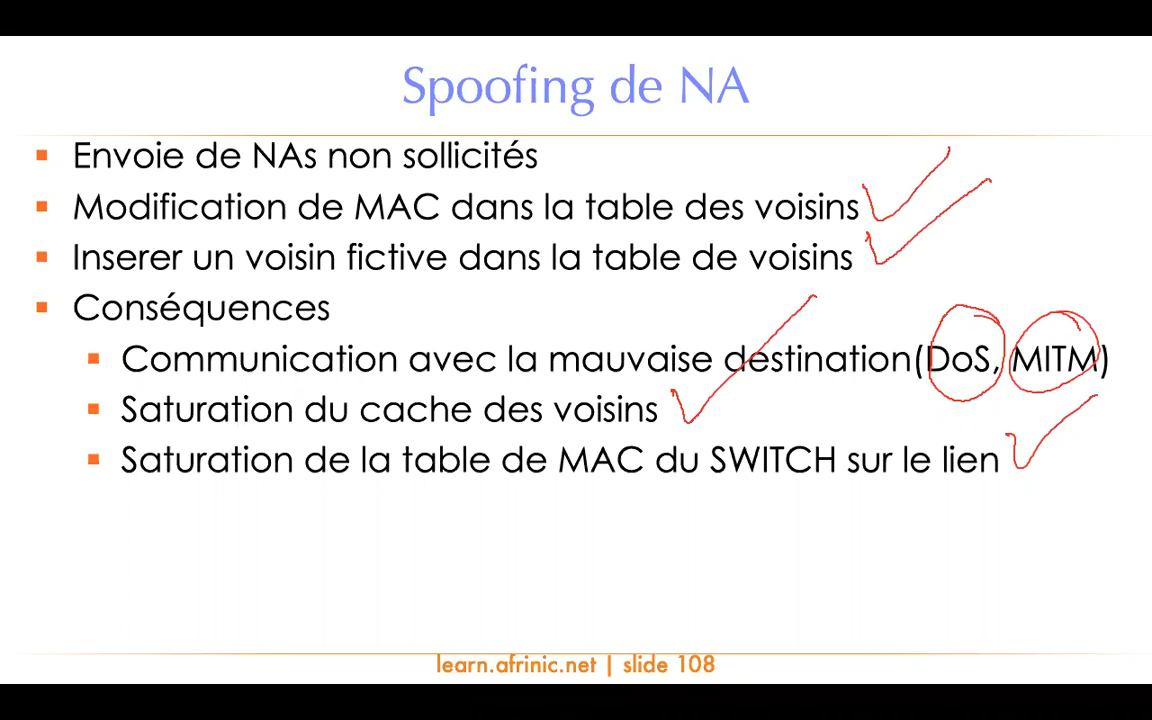 Spoofing de NA
Envoie de NAs non sollicités
Modification de MAC dans la table des voisins
Inserer un voisin fictive dans la table de voisins
Conséquences
Communication avec la mauvaise destination(DoS, MITM)
Saturation du cache des voisins
Saturation de la table de MAC du SWITCH sur le lien
learn.afrinic.net | slide 108